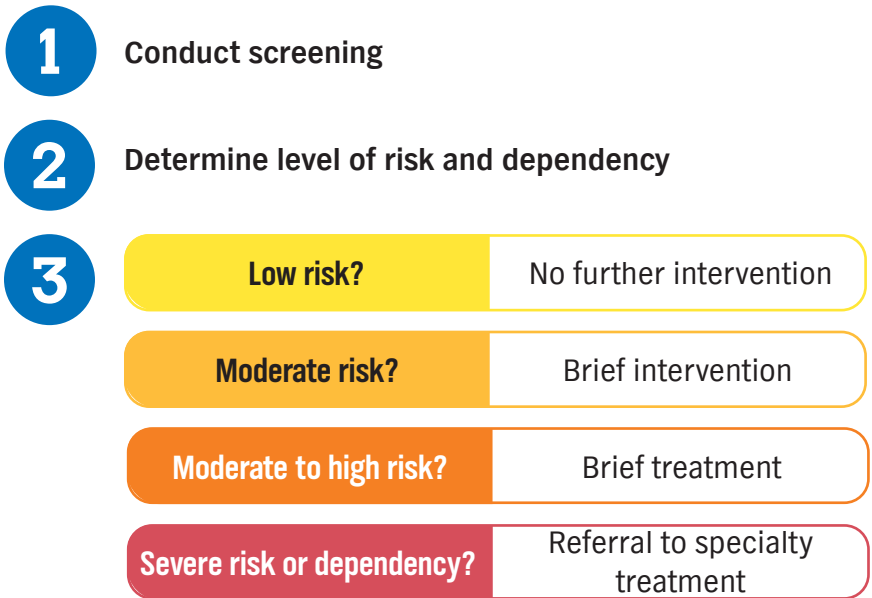 1
Conduct screening
2
Determine level of risk and dependency
3
Low risk?
No further intervention
Moderate risk?
Brief intervention
Moderate to high risk?
Brief treatment
Severe risk or dependency?
Referral to specialty
treatment